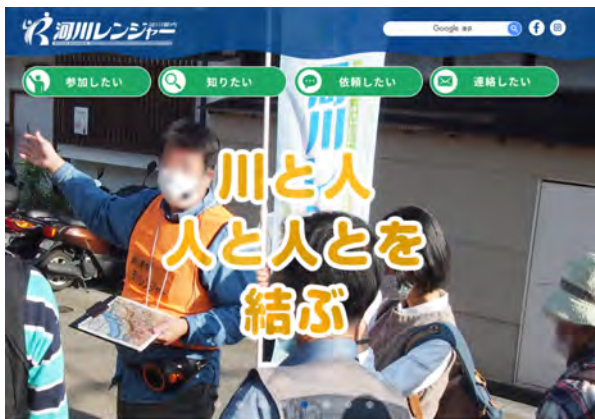 河川レンジャー
Google 検索
参加したい
知りたい
依頼したい
連絡したい
川と人
人と人とを
結ぶ